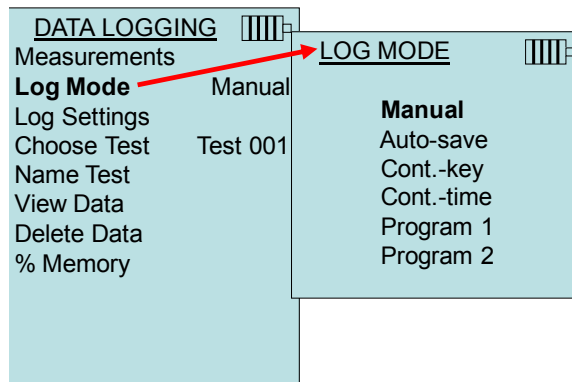 DATA LOGGING
Measurements
Log Mode Manual
Log Settings
Choose Test Test 001
Name Test
View Data
Delete Data
% Memory
LOG MODE
Manual
Auto-save
Cont.-key
Cont.-time
Program 1
Program 2